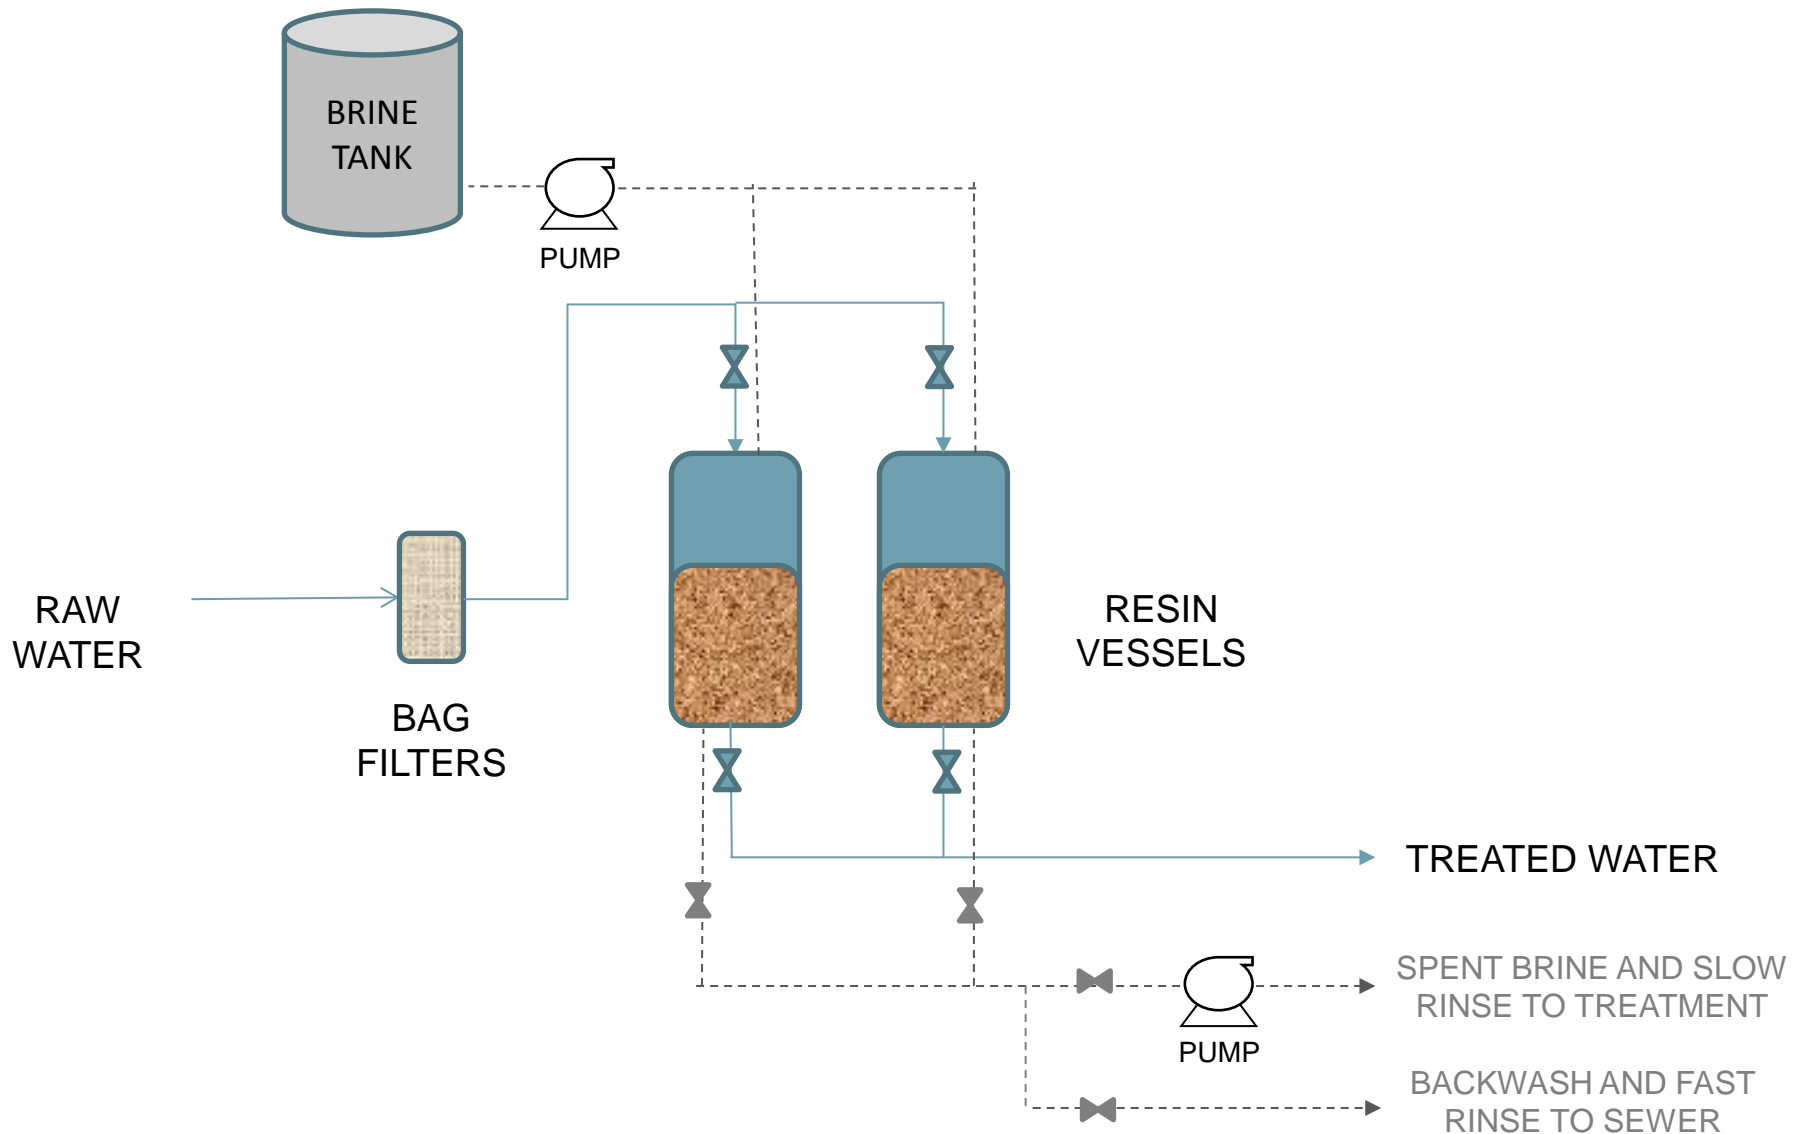 BRINE
TANK
PUMP
RAW
WATER
BAG
FILTERS
RESIN
VESSELS
TREATED WATER
SPENT BRINE AND SLOW
RINSE TO TREATMENT
PUMP
BACKWASH AND FAST
RINSE TO SEWER